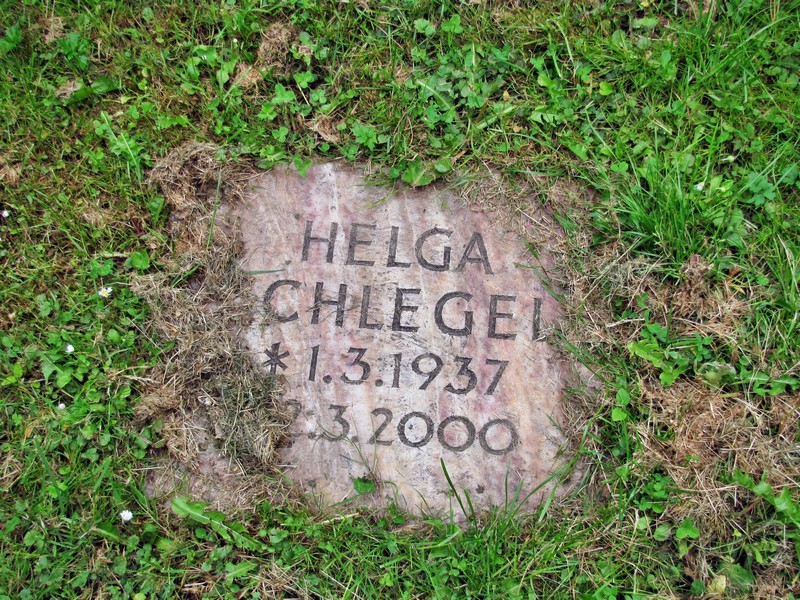 HELGA
CHLEGEL
* 1.3.1937
2.3.2000